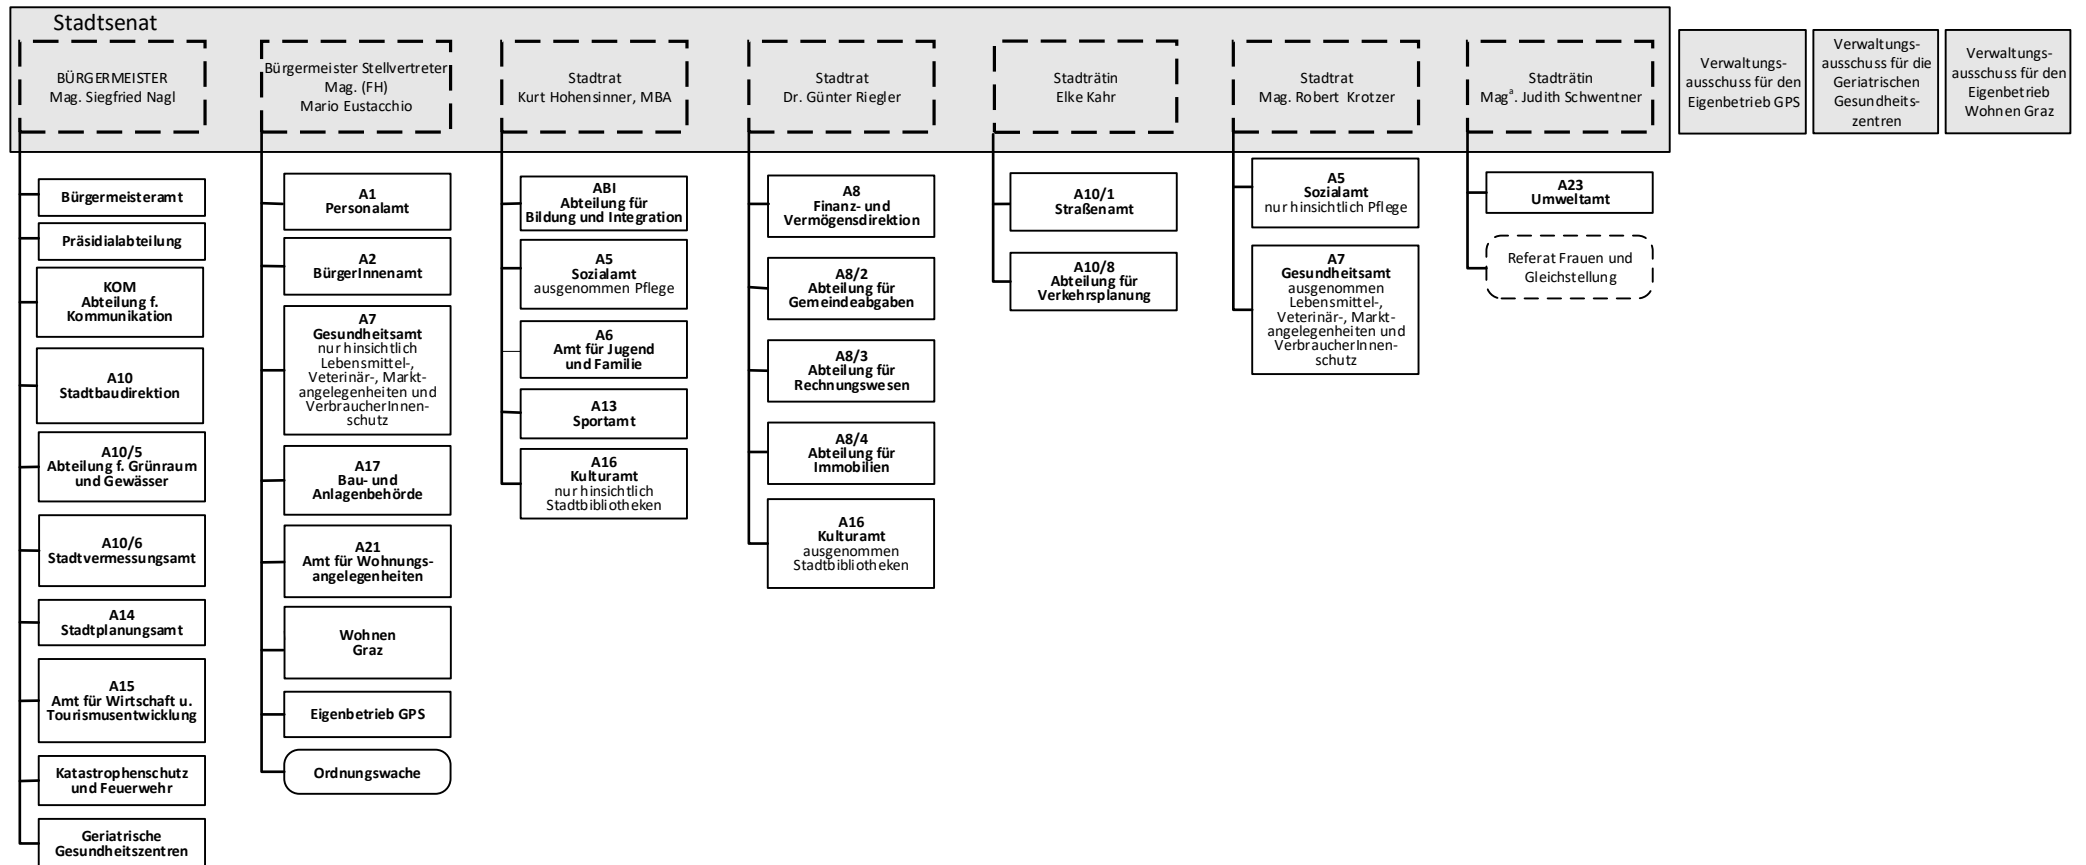 Stadtsenat
BÜRGERMEISTER
Mag. Siegfried Nagl
Bürgermeister Stellvertreter
Mag. (FH)
Mario Eustacchio
Stadtrat
Kurt Hohensinner, MBA
Stadtrat
Dr. Günter Riegler
Stadträtin
Elke Kahr
Stadtrat
Mag. Robert Krotzer
Stadträtin
Magª. Judith Schwentner
Verwaltungs-
ausschuss für den
Eigenbetrieb GPS
Verwaltungs-
ausschuss für die
Geriatrischen
Gesundheits-
zentren
Verwaltungs-
ausschuss für den
Eigenbetrieb
Wohnen Graz
Bürgermeisteramt
Präsidialabteilung
KOM
Abteilung f.
Kommunikation
A10
Stadtbaudirektion
A10/5
Abteilung f. Grünraum
und Gewässer
A10/6
Stadtvermessungsamt
A14
Stadtplanungsamt
A15
Amt für Wirtschaft u.
Tourismusentwicklung
Katastrophenschutz
und Feuerwehr
Geriatrische
Gesundheitszentren
A1
Personalamt
A2
BürgerInnenamt
A7
Gesundheitsamt
nur hinsichtlich
Lebensmittel-,
Veterinär-, Markt-
angelegenheiten und
VerbraucherInnen-
schutz
A17
Bau- und
Anlagenbehörde
A21
Amt für Wohnungs-
angelegenheiten
Wohnen
Graz
Eigenbetrieb GPS
Ordnungswache
ABI
Abteilung für
Bildung und Integration
A5
Sozialamt
ausgenommen Pflege
A6
Amt für Jugend
und Familie
A13
Sportamt
A16
Kulturamt
nur hinsichtlich
Stadtbibliotheken
A8
Finanz- und
Vermögensdirektion
A8/2
Abteilung für
Gemeindeabgaben
A8/3
Abteilung für
Rechnungswesen
A8/4
Abteilung für
Immobilien
A16
Kulturamt
ausgenommen
Stadtbibliotheken
A10/1
Straßenamt
A10/8
Abteilung für
Verkehrsplanung
A5
Sozialamt
nur hinsichtlich Pflege
A7
Gesundheitsamt
ausgenommen
Lebensmittel-,
Veterinär-, Markt-
angelegenheiten und
VerbraucherInnen-
schutz
A23
Umweltamt
Referat Frauen und
Gleichstellung